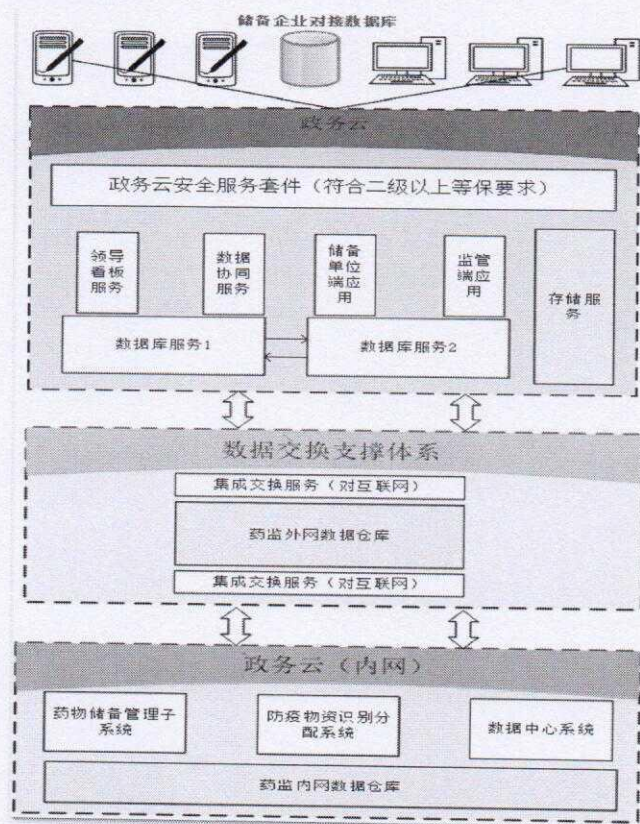 储备企业对接数据库
政务云
政务云安全服务套件（符合二级以上等保要求）
领导
看板
服务
数据
协同
服务
储备
单位
端应
用
监管
端应
用
存储服
务
数据库服务1
数据库服务2
数据交换支撑体系
集成交换服务（对互联网）
药监外网数据仓库
集成交换服务（对互联网）
政务云（内网）
药物储备管理子
系统
防疫物资识别分
配系统
数据中心系统
药监内网数据仓库